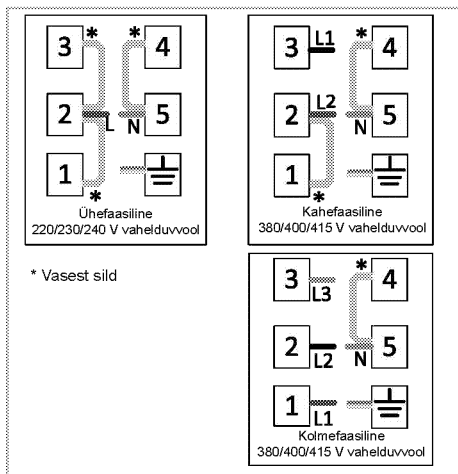 3 * * 4
2 L N 5
1 *
Ühefaasiline
220/230/240 V vahelduvvool
3 L1 * 4
2 L2 N 5
1 *
Kahefaasiline
380/400/415 V vahelduvvool
* Vasest sild
3 L3 * 4
2 L2 N 5
1 L1
Kolmefaasiline
380/400/415 V vahelduvvool